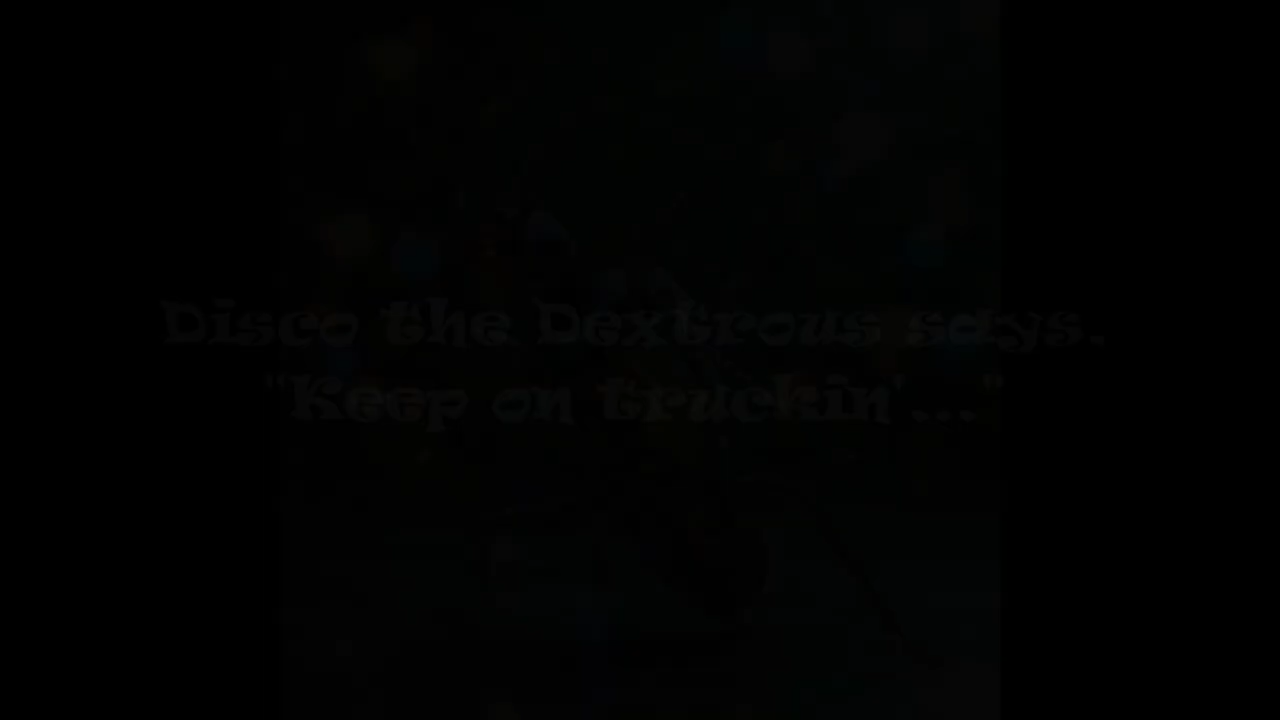 Disco the Dextrous says.
"Keep on truckin'..."